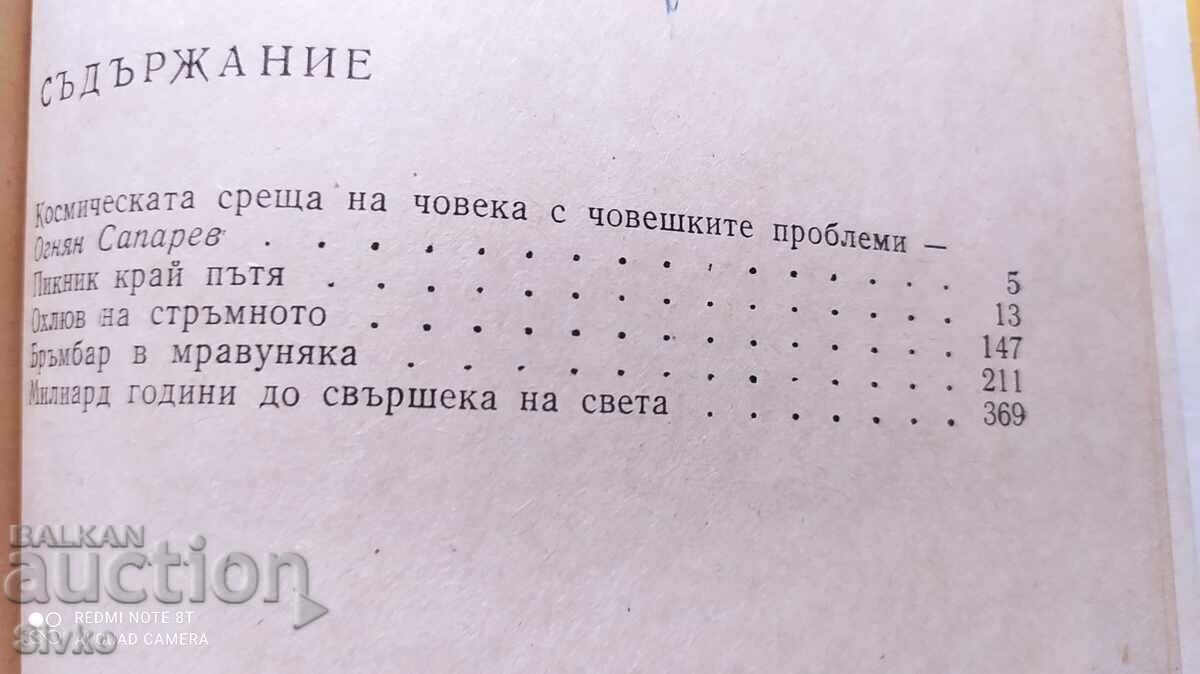 СЪДЪРЖАНИЕ
Космическата среща на човека с човешките проблеми —
Огнян Сапарев . . . . . . . . . . . . . . . . . 5
Пикник край пътя . . . . . . . . . . . . . . . 13
Охлюв на стръмното . . . . . . . . . . . . . . 147
Бръмбар в мравуняка . . . . . . . . . . . . . 211
Милиард години до свършека на света . . . . . . . 369
BALKAN
auction
REDMI NOTE 8T
AI QUAD CAMERA
Sivko